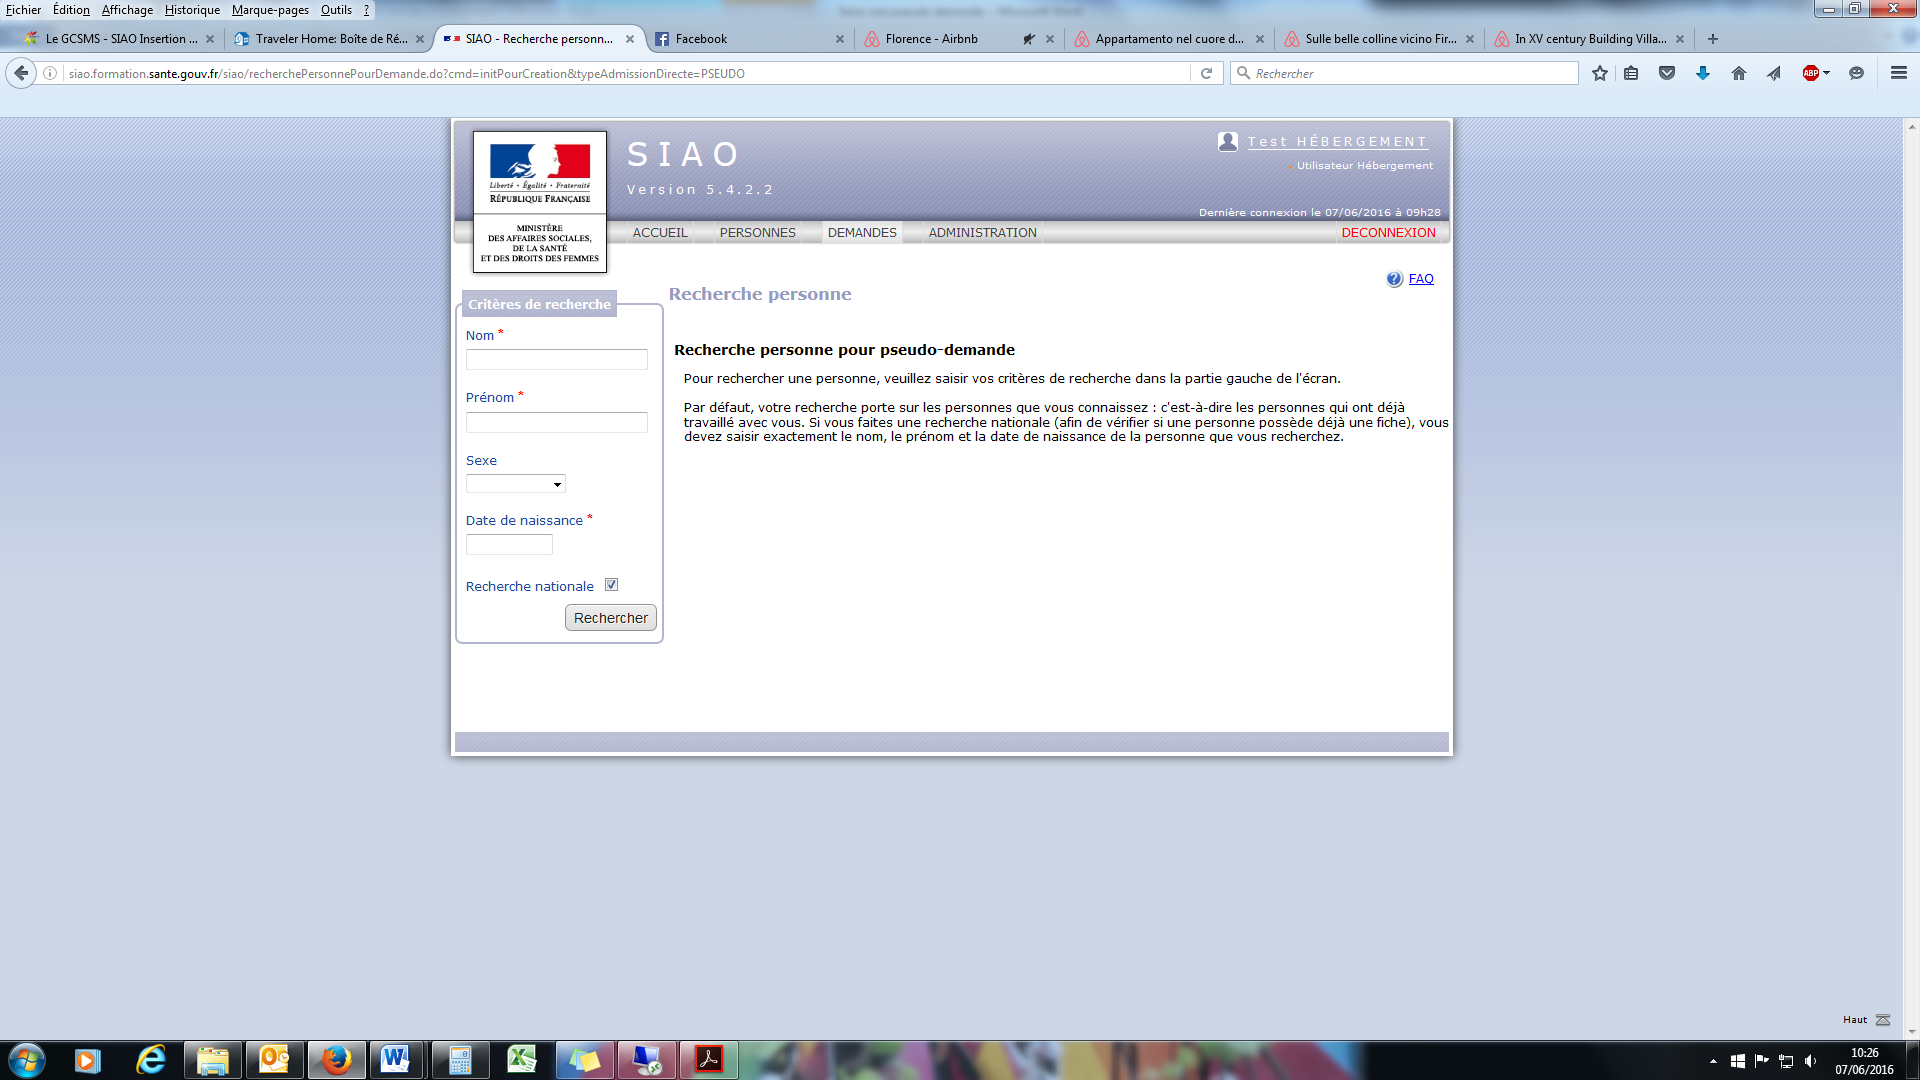 Fichier Édition Affichage Historique Marque-pages Outils ?
Le GCSMS - SIAO Insertion ...
Traveler Home: Boîte de Ré...
SIAO - Recherche personn...
Facebook
Florence - Airbnb
Appartamento nel cuore d...
Sulle belle colline vicino Fir...
In XV century Building Villa...
siao.formation.sante.gouv.fr/siao/recherchePersonnePourDemande.do?cmd=initPourCreation&typeAdmissionDirecte=PSEUDO
Rechercher
ABP
Liberté • Égalité • Fraternité
RÉPUBLIQUE FRANÇAISE
MINISTÈRE
DES AFFAIRES SOCIALES,
DE LA SANTÉ
ET DES DROITS DES FEMMES
SIAO
Version 5.4.2.2
Test HÉBERGEMENT
Utilisateur Hébergement
Dernière connexion le 07/06/2016 à 09h28
ACCUEIL PERSONNES DEMANDES ADMINISTRATION DECONNEXION
FAQ
Critères de recherche
Nom *
Prénom *
Sexe
Date de naissance *
Recherche nationale
Rechercher
Recherche personne
Recherche personne pour pseudo-demande
Pour rechercher une personne, veuillez saisir vos critères de recherche dans la partie gauche de l'écran.
Par défaut, votre recherche porte sur les personnes que vous connaissez : c'est-à-dire les personnes qui ont déjà
travaillé avec vous. Si vous faites une recherche nationale (afin de vérifier si une personne possède déjà une fiche), vous
devez saisir exactement le nom, le prénom et la date de naissance de la personne que vous recherchez.
Haut
10:26
07/06/2016